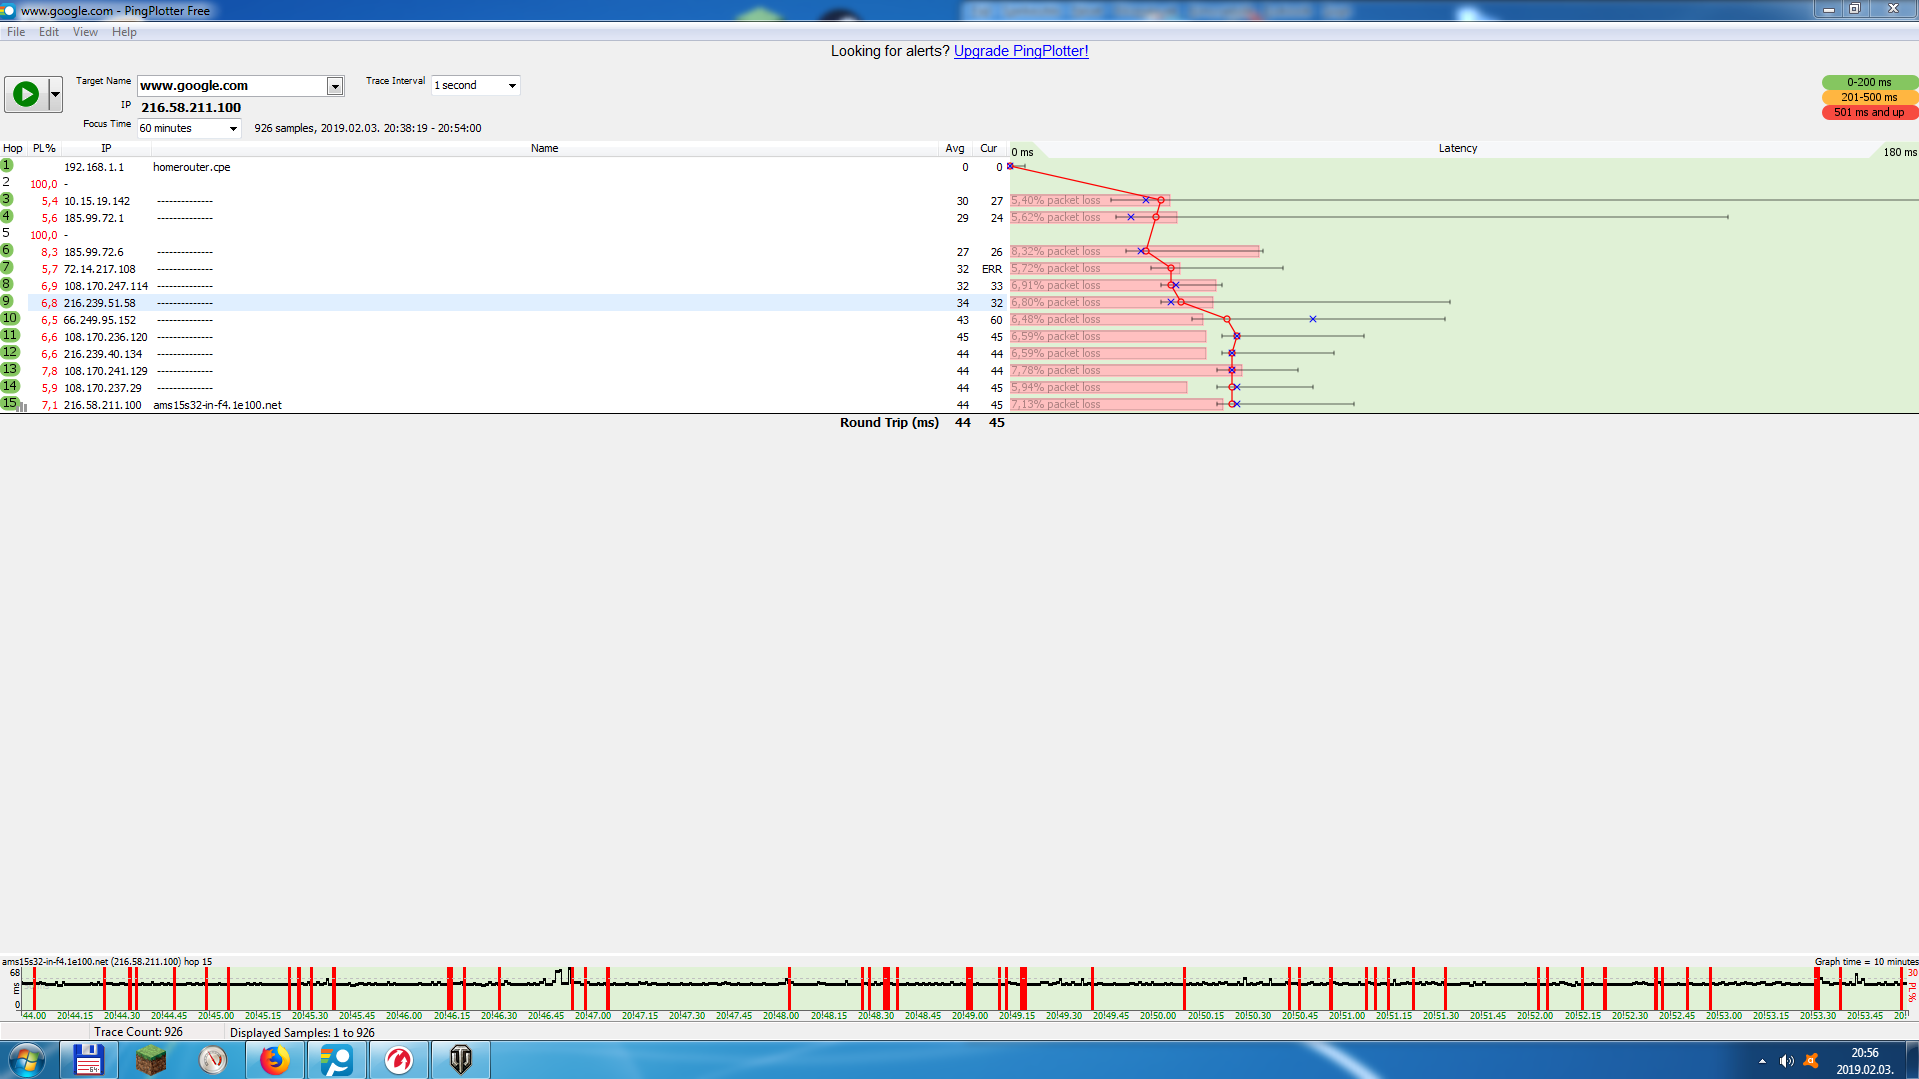 www.google.com - PingPlotter Free
File Edit View Help
Looking for alerts? Upgrade PingPlotter!
Target Name www.google.com Trace Interval 1 second
IP 216.58.211.100
Focus Time 60 minutes 926 samples, 2019.02.03. 20:38:19 - 20:54:00
0-200 ms
201-500 ms
501 ms and up
Hop PL% IP Name Avg Cur 0 ms Latency 180 ms
1 192.168.1.1 homerouter.cpe 0 0
2 100,0 -
3 5,4 10.15.19.142 -------------- 30 27 5,40% packet loss
4 5,6 185.99.72.1 -------------- 29 24 5,62% packet loss
5 100,0 -
6 8,3 185.99.72.6 -------------- 27 26 8,32% packet loss
7 5,7 72.14.217.108 -------------- 32 ERR 5,72% packet loss
8 6,9 108.170.247.114 -------------- 32 33 6,91% packet loss
9 6,8 216.239.51.58 -------------- 34 32 6,80% packet loss
10 6,5 66.249.95.152 -------------- 43 60 6,48% packet loss
11 6,6 108.170.236.120 -------------- 45 45 6,59% packet loss
12 6,6 216.239.40.134 -------------- 44 44 6,59% packet loss
13 7,8 108.170.241.129 -------------- 44 44 7,78% packet loss
14 5,9 108.170.237.29 -------------- 44 45 5,94% packet loss
15 7,1 216.58.211.100 ams15s32-in-f4.1e100.net 44 45 7,13% packet loss
Round Trip (ms) 44 45
ams15s32-in-f4.1e100.net (216.58.211.100) hop 15 Graph time = 10 minutes
68 30
ms PL%
0
44.00 20!44.15 20!44.30 20!44.45 20!45.00 20!45.15 20!45.30 20!45.45 20!46.00 20!46.15 20!46.30 20!46.45 20!47.00 20!47.15 20!47.30 20!47.45 20!48.00 20!48.15 20!48.30 20!48.45 20!49.00 20!49.15 20!49.30 20!49.45 20!50.00 20!50.15 20!50.30 20!50.45 20!51.00 20!51.15 20!51.30 20!51.45 20!52.00 20!52.15 20!52.30 20!52.45 20!53.00 20!53.15 20!53.30 20!53.45
Trace Count: 926 Displayed Samples: 1 to 926
64
20:56
2019.02.03.